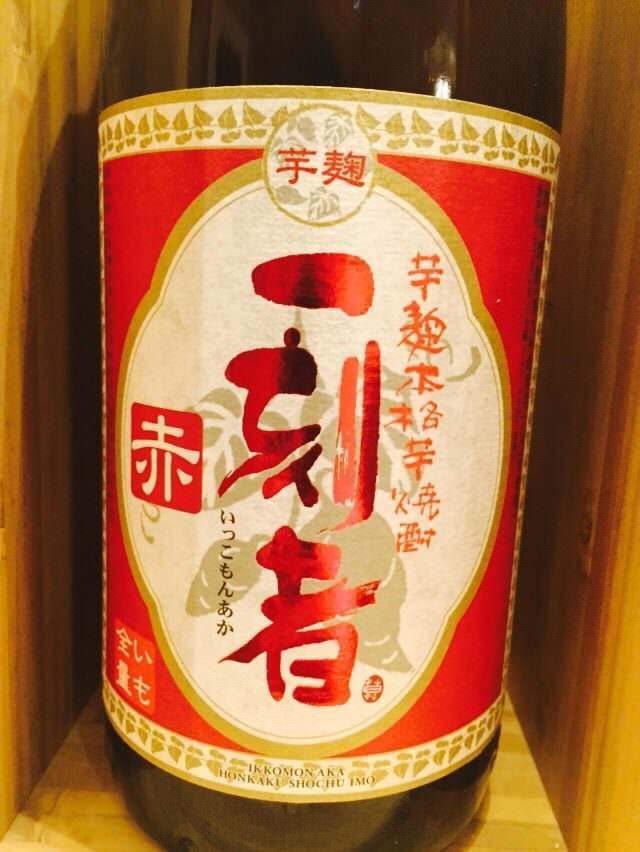 芋麹
芋麹本格芋焼酎
一刻者
赤
いっこもんあか
いも
全量
IKKOMON AKA
HONKAKU SHOCHU IMO